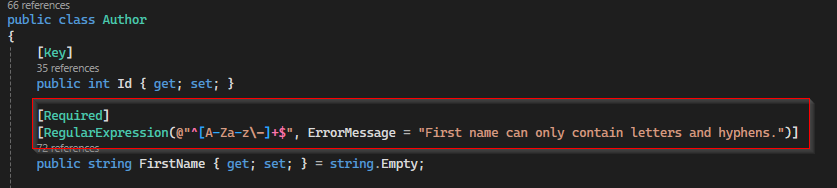 66 references
public class Author
{
[Key]
35 references
public int Id { get; set; }
[Required]
[RegularExpression(@"^[A-Za-z\-]+$", ErrorMessage = "First name can only contain letters and hyphens.")]
72 references
public string FirstName { get; set; } = string.Empty;